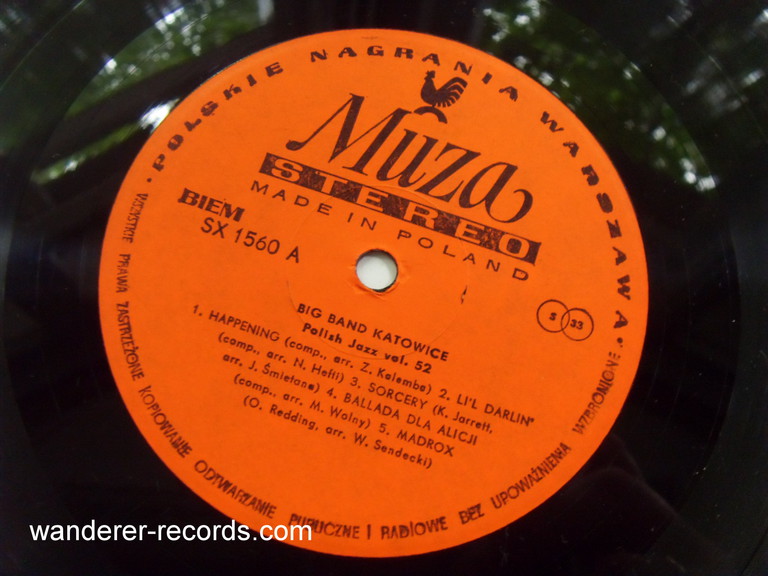 • POLSKIE NAGRANIA WARSZAWA •
Muza
STEREO
MADE IN POLAND
BIEM
SX 1560 A
S 33
BIG BAND KATOWICE
Polish Jazz vol. 52
1. HAPPENING (comp., arr. Z. Kalemba) 2. LI'L DARLIN'
(comp., arr. N. Hefti) 3. SORCERY (K. Jarrett,
arr. J. Śmietana) 4. BALLADA DLA ALICJI
(comp., arr. M. Wolny) 5. MADROX
(O. Redding, arr. W. Sendecki)
WSZYSTKIE PRAWA ZASTRZEŻONE KOPIOWANIE ODTWARZANIE PUBLICZNE I RADIOWE BEZ UPOWAŻNIENIA WZBRONIONE
wanderer-records.com